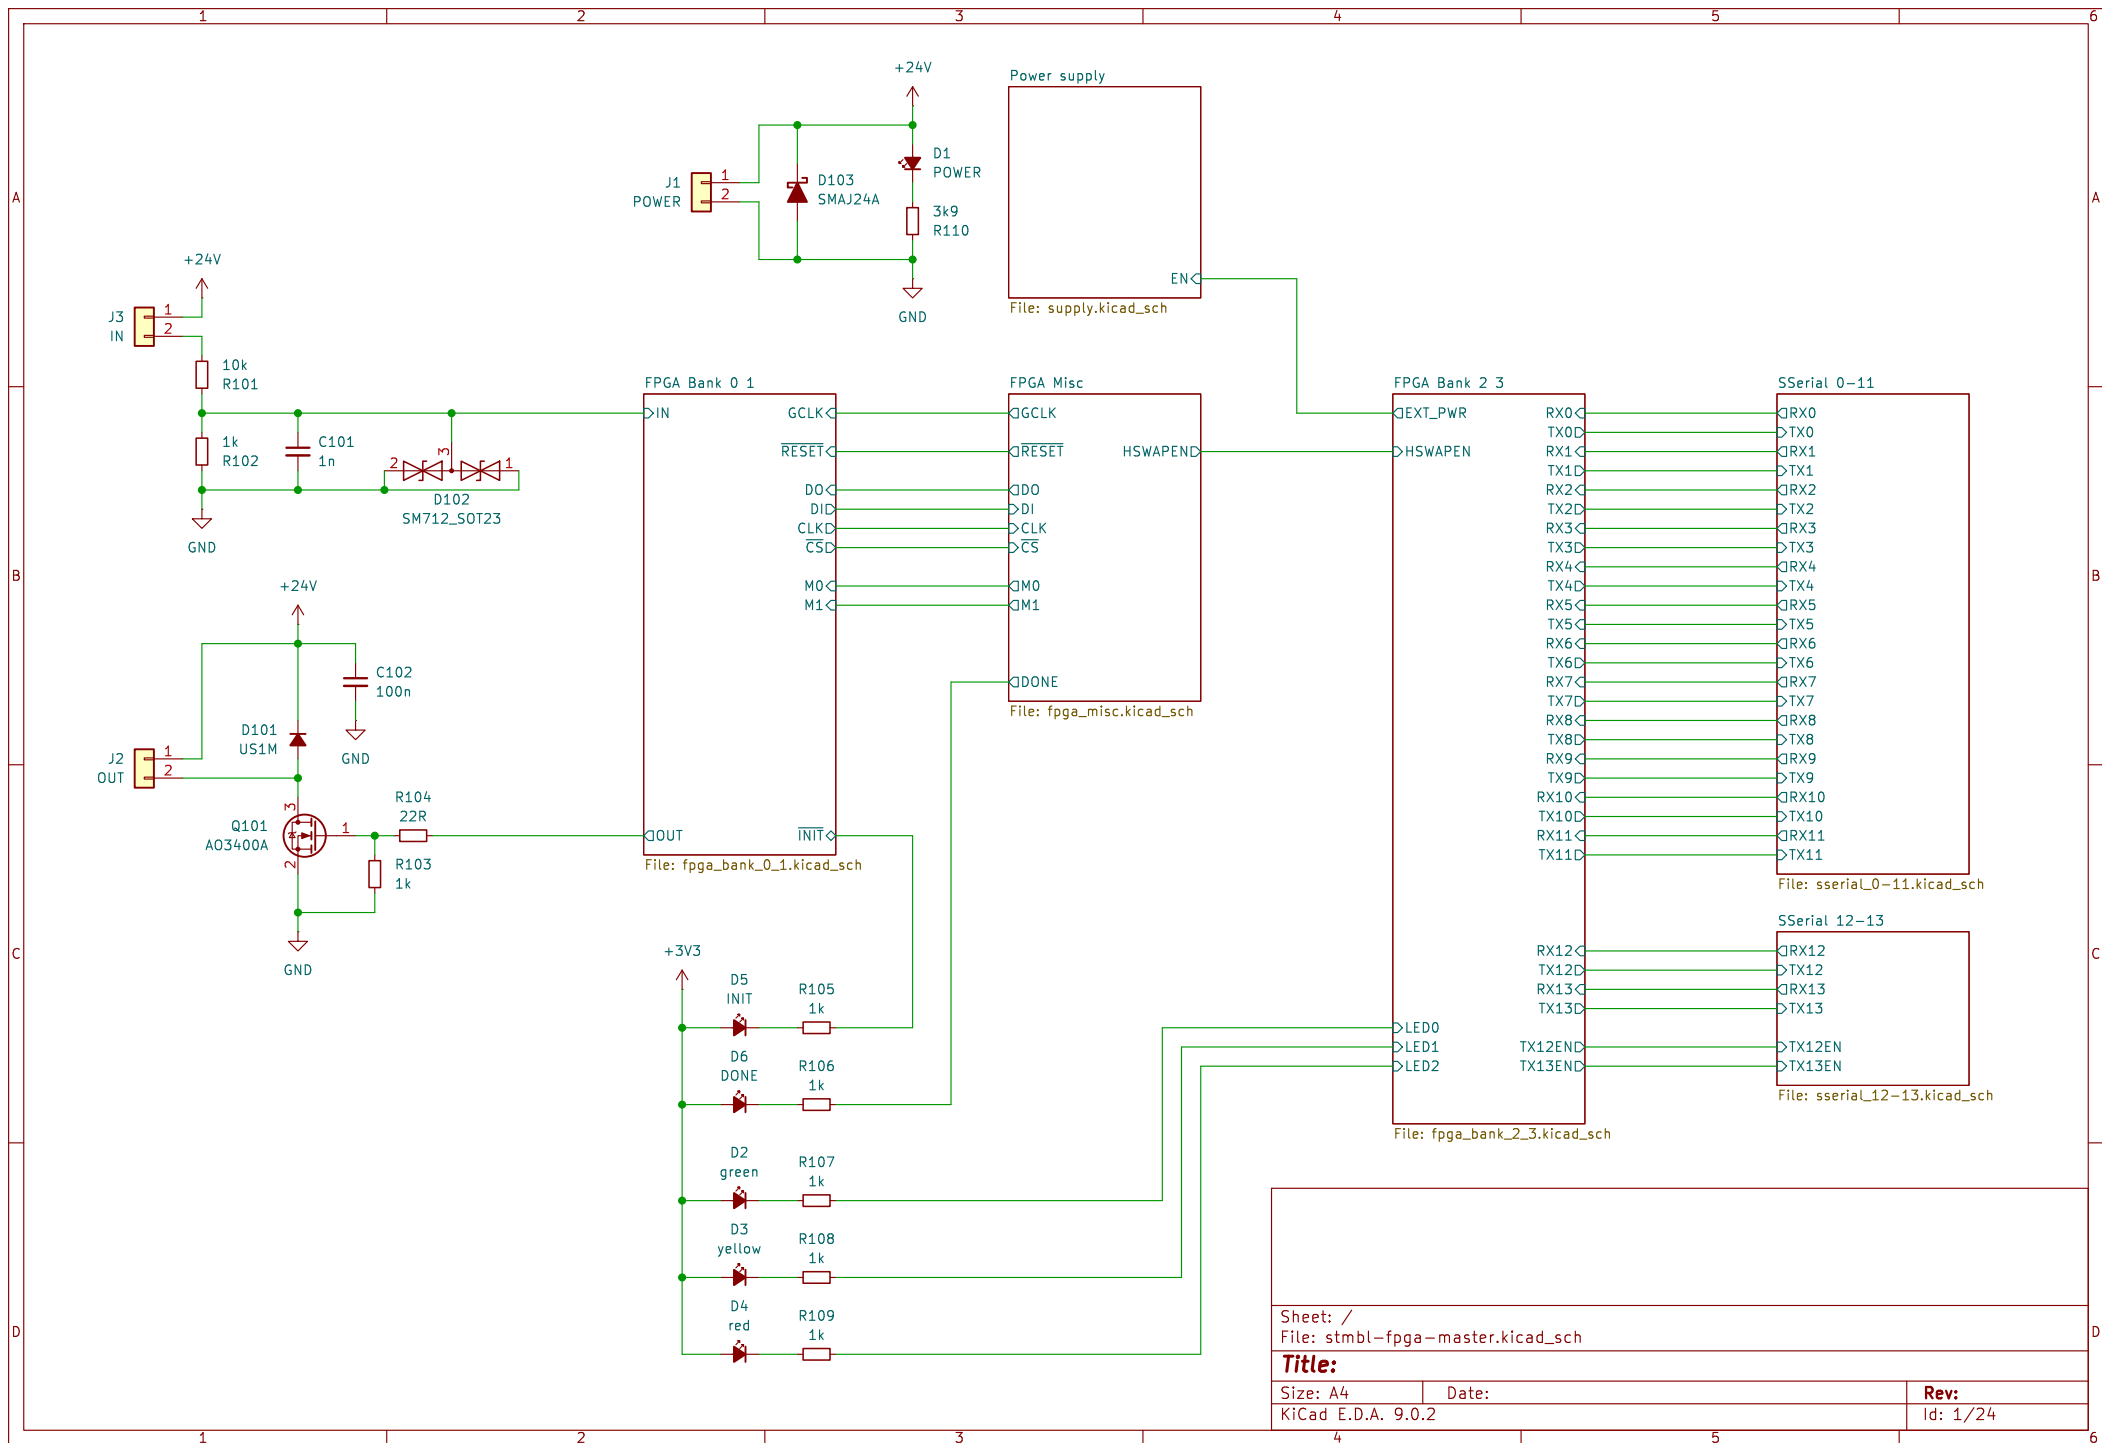 1 2 3 4 5 6
A
B
C
D
A
B
C
D
+24V
J1
POWER
1
2
D103
SMAJ24A
D1
POWER
3k9
R110
GND
Power supply
EN
File: supply.kicad_sch
+24V
J3
IN
1
2
10k
R101
1k
R102
C101
1n
2
3
1
D102
SM712_SOT23
GND
+24V
C102
100n
GND
D101
US1M
J2
OUT
1
2
Q101
AO3400A
3
1
2
R104
22R
R103
1k
GND
FPGA Bank 0 1
IN
OUT
GCLK
RESET
DO
DI
CLK
CS
M0
M1
INIT
File: fpga_bank_0_1.kicad_sch
FPGA Misc
GCLK
RESET
DO
DI
CLK
CS
M0
M1
DONE
HSWAPEN
File: fpga_misc.kicad_sch
FPGA Bank 2 3
EXT_PWR
HSWAPEN
LED0
LED1
LED2
RX0
TX0
RX1
TX1
RX2
TX2
RX3
TX3
RX4
TX4
RX5
TX5
RX6
TX6
RX7
TX7
RX8
TX8
RX9
TX9
RX10
TX10
RX11
TX11
RX12
TX12
RX13
TX13
TX12EN
TX13EN
File: fpga_bank_2_3.kicad_sch
SSerial 0-11
RX0
TX0
RX1
TX1
RX2
TX2
RX3
TX3
RX4
TX4
RX5
TX5
RX6
TX6
RX7
TX7
RX8
TX8
RX9
TX9
RX10
TX10
RX11
TX11
File: sserial_0-11.kicad_sch
SSerial 12-13
RX12
TX12
RX13
TX13
TX12EN
TX13EN
File: sserial_12-13.kicad_sch
+3V3
D5
INIT
R105
1k
D6
DONE
R106
1k
D2
green
R107
1k
D3
yellow
R108
1k
D4
red
R109
1k
Sheet: /
File: stmbl-fpga-master.kicad_sch
Title:
Size: A4 Date: Rev:
KiCad E.D.A. 9.0.2 Id: 1/24
1 2 3 4 5 6